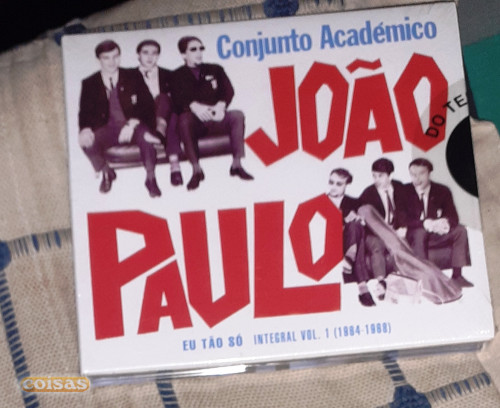 Conjunto Académico
JOÃO
DO TE
PAULO
EU TÃO SÓ INTEGRAL VOL. 1 (1964-1968)
coisas